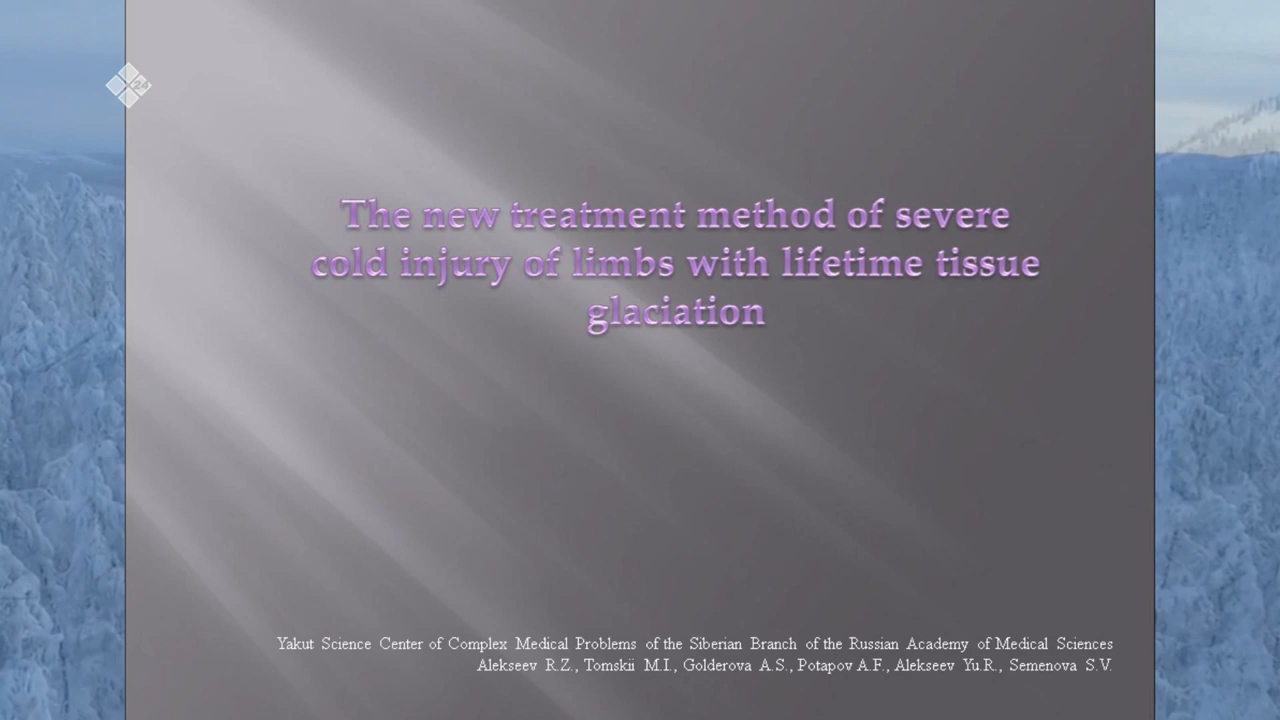 24
The new treatment method of severe
cold injury of limbs with lifetime tissue
glaciation
Yakut Science Center of Complex Medical Problems of the Siberian Branch of the Russian Academy of Medical Sciences
Alekseev R.Z., Tomskii M.I., Golderova A.S., Potapov A.F., Alekseev Yu.R., Semenova S.V.